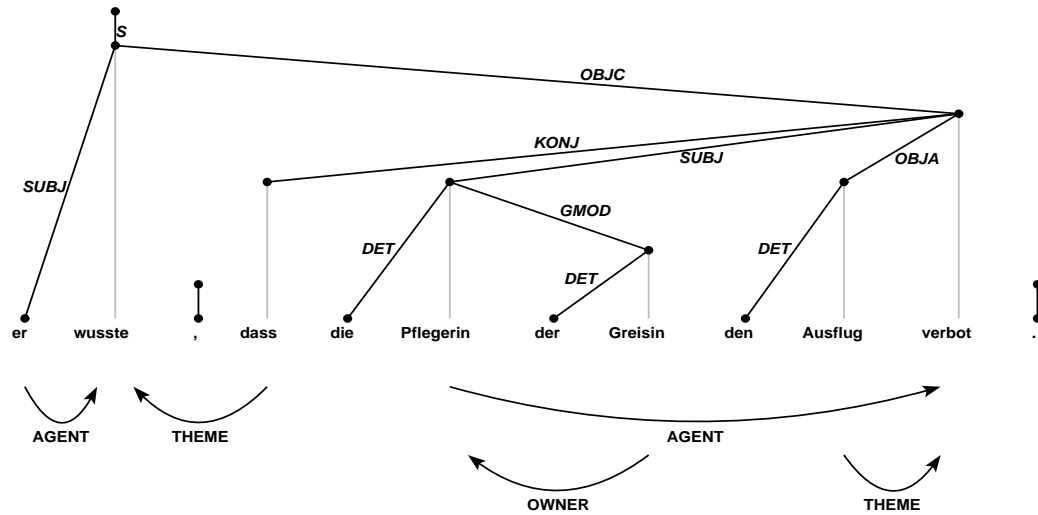 S
OBJC
KONJ
SUBJ
OBJA
SUBJ
GMOD
DET
DET
DET
er wusste , dass die Pflegerin der Greisin den Ausflug verbot .
AGENT THEME AGENT
OWNER THEME